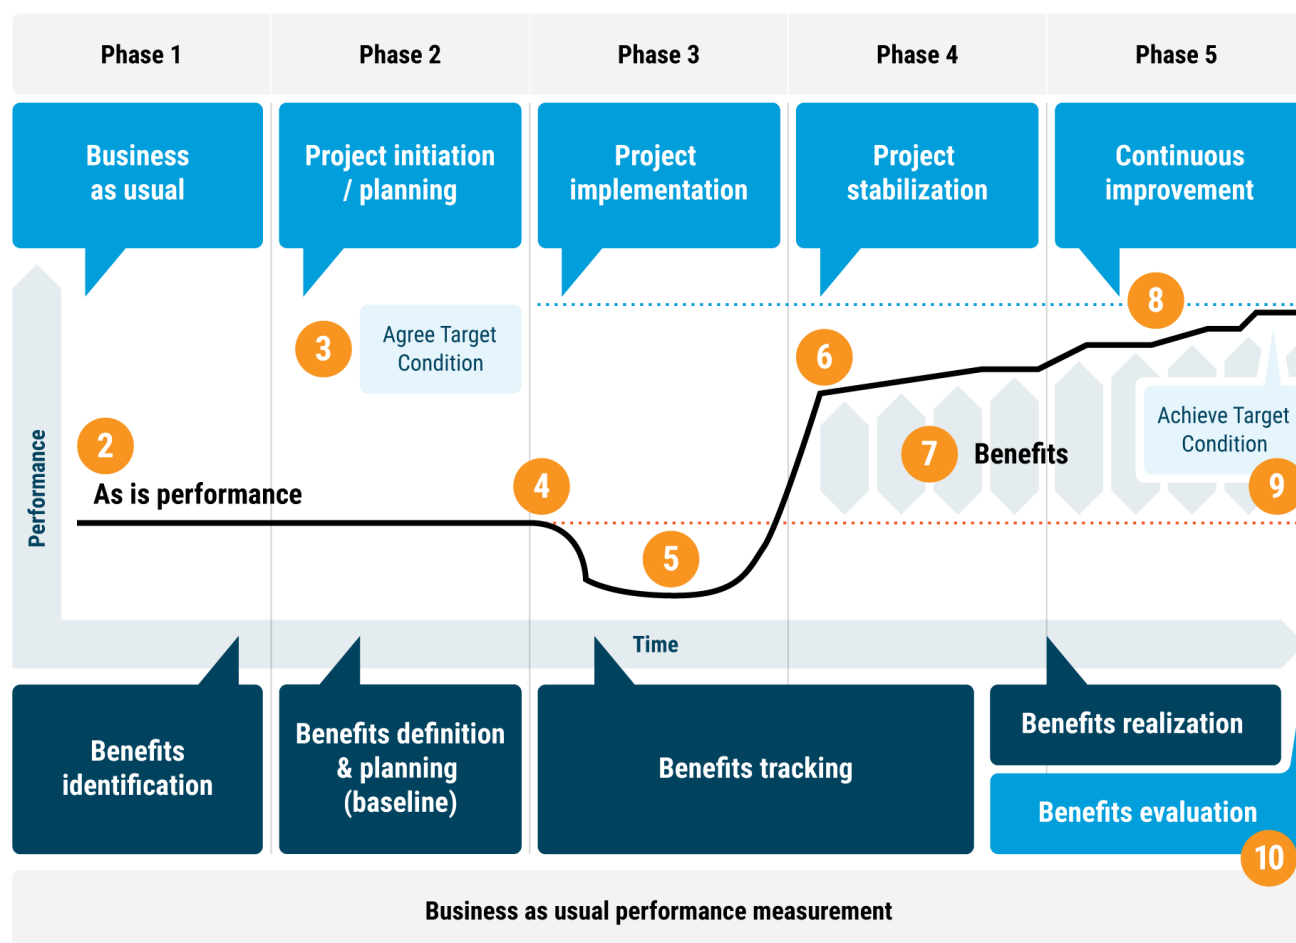 Phase 1
Phase 2
Phase 3
Phase 4
Phase 5
Business
as usual
Project initiation
/ planning
Project
implementation
Project
stabilization
Continuous
improvement
8
3
Agree Target
Condition
6
2
As is performance
4
5
7
Benefits
Achieve Target
Condition
9
Performance
Time
Benefits
identification
Benefits definition
& planning
(baseline)
Benefits tracking
Benefits realization
Benefits evaluation
10
Business as usual performance measurement